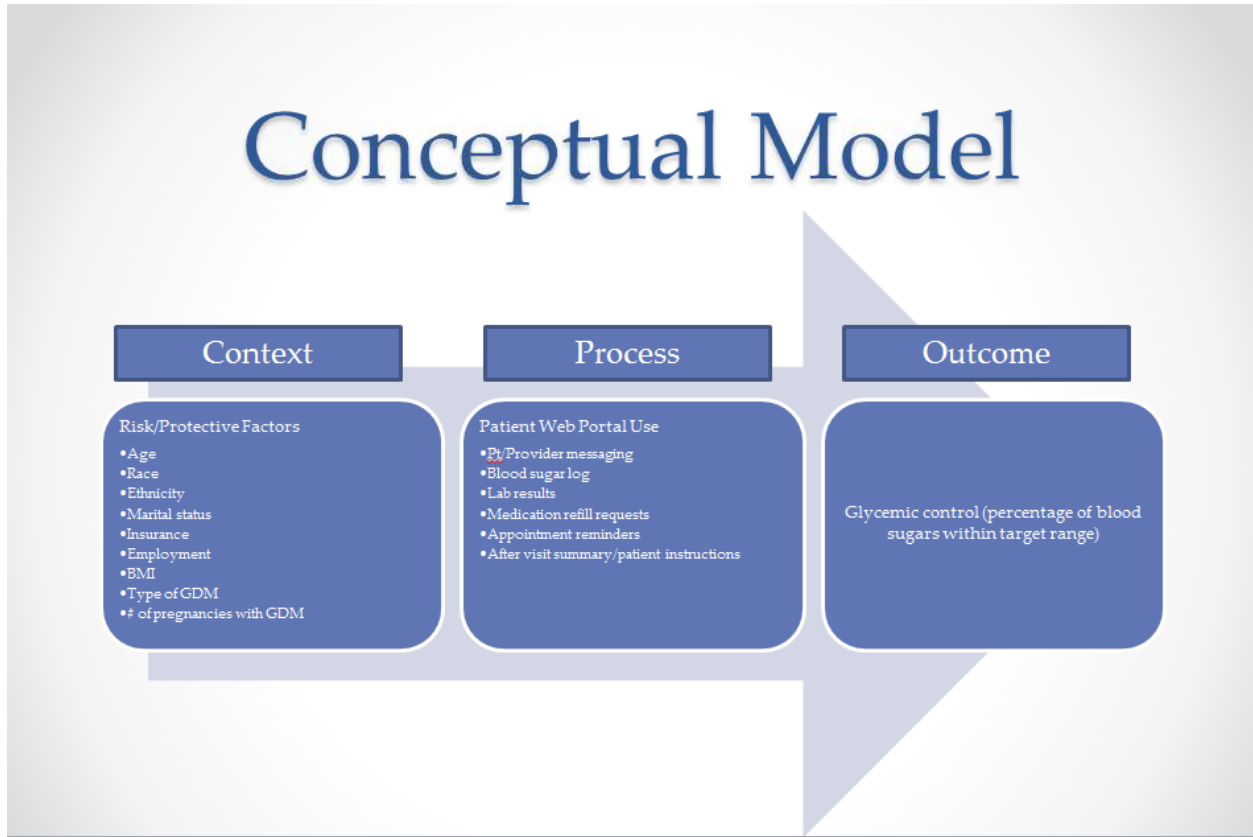 Conceptual Model
Context
Risk/Protective Factors
•Age
•Race
•Ethnicity
•Marital status
•Insurance
•Employment
•BMI
•Type of GDM
•# of pregnancies with GDM
Process
Patient Web Portal Use
•Pt/Provider messaging
•Blood sugar log
•Lab results
•Medication refill requests
•Appointment reminders
•After visit summary/patient instructions
Outcome
Glycemic control (percentage of blood
sugars within target range)